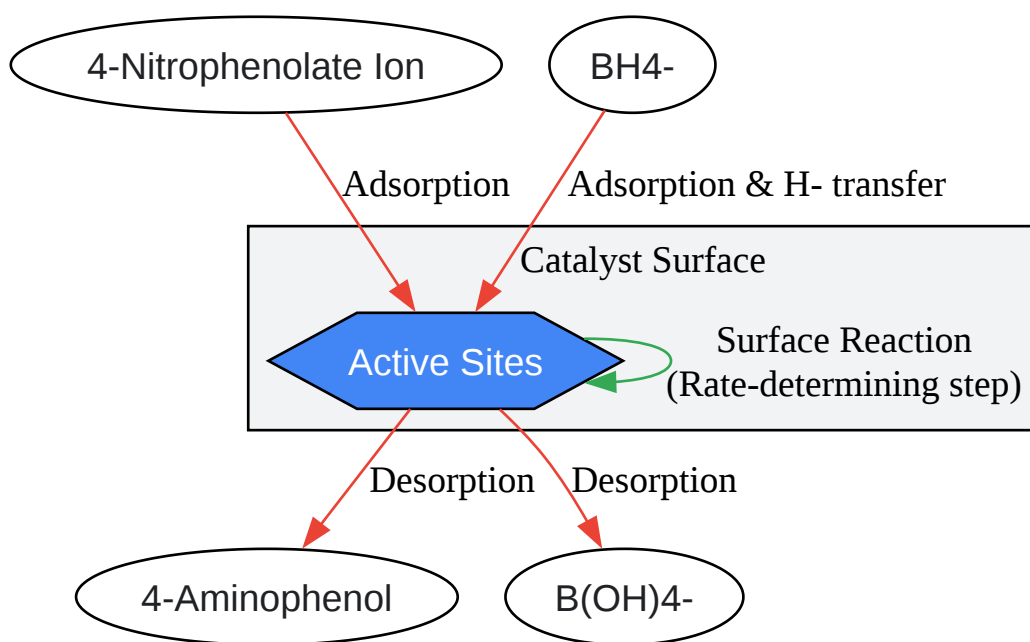 4-Nitrophenolate Ion
BH4-
Adsorption
Adsorption & H- transfer
Catalyst Surface
Active Sites
Surface Reaction
(Rate-determining step)
Desorption
Desorption
4-Aminophenol
B(OH)4-